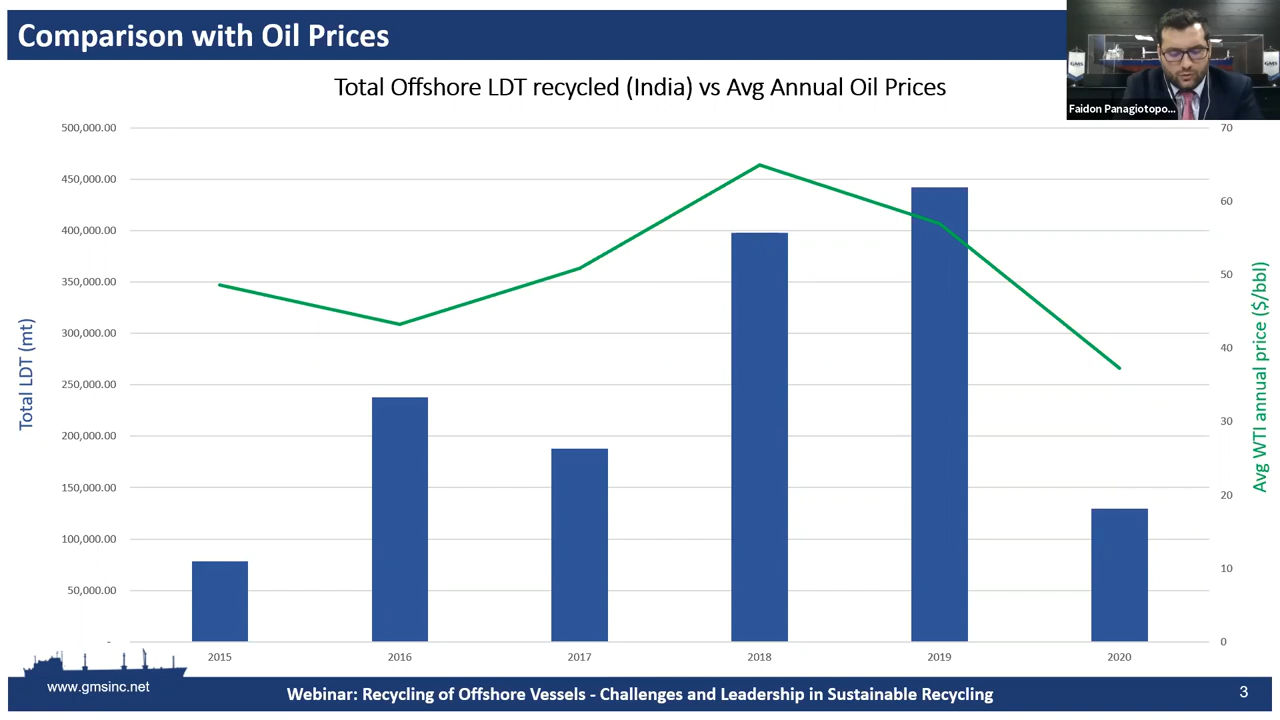 Comparison with Oil Prices
GMS
GMS
Faidon Panagiotopo...
Total Offshore LDT recycled (India) vs Avg Annual Oil Prices
500,000.00
450,000.00
400,000.00
350,000.00
300,000.00
250,000.00
200,000.00
150,000.00
100,000.00
50,000.00
-
Total LDT (mt)
70
60
50
40
30
20
10
0
Avg WTI annual price ($/bbl)
2015
2016
2017
2018
2019
2020
www.gmsinc.net
Webinar: Recycling of Offshore Vessels - Challenges and Leadership in Sustainable Recycling
3